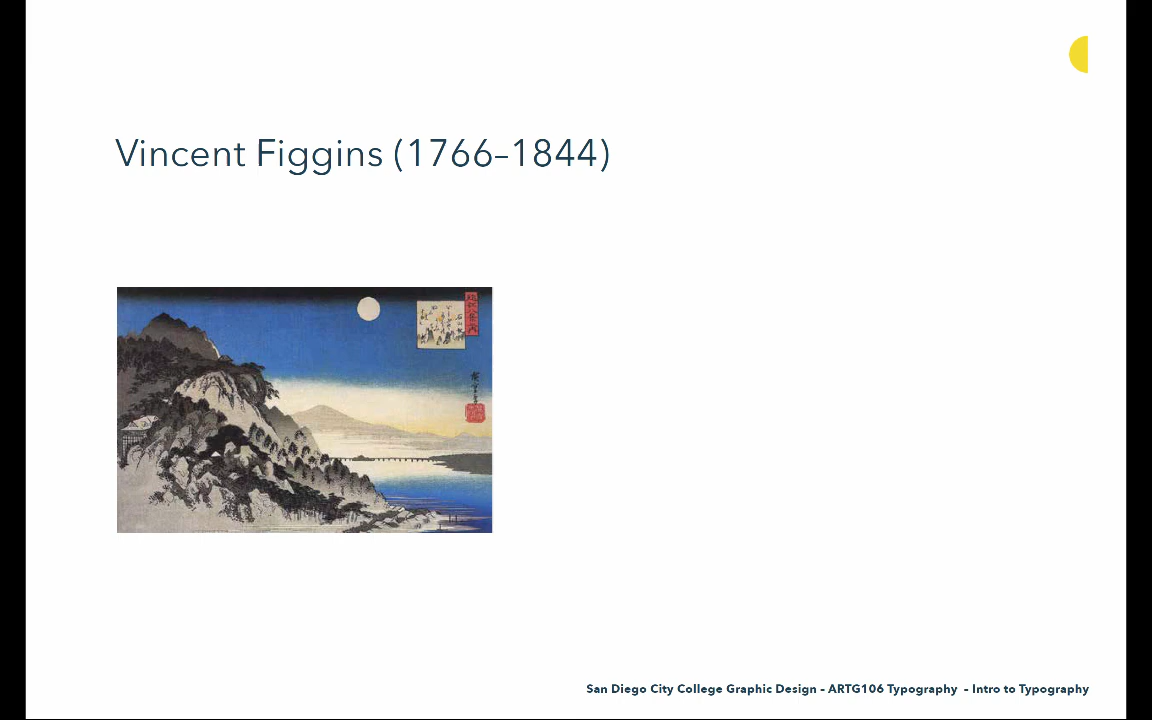 Vincent Figgins (1766–1844)
San Diego City College Graphic Design – ARTG106 Typography – Intro to Typography